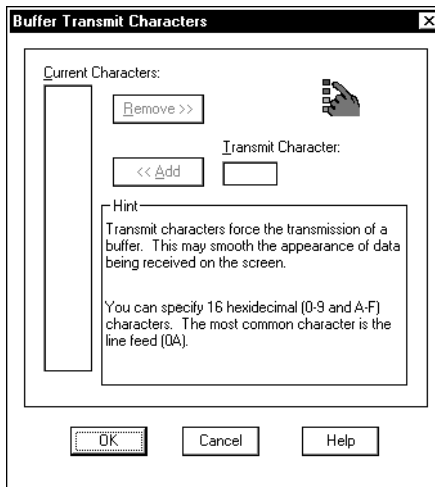 Buffer Transmit Characters
Current Characters:
Remove >>
Transmit Character:
<< Add
Hint
Transmit characters force the transmission of a
buffer. This may smooth the appearance of data
being received on the screen.
You can specify 16 hexidecimal (0-9 and A-F)
characters. The most common character is the
line feed (0A).
OK
Cancel
Help